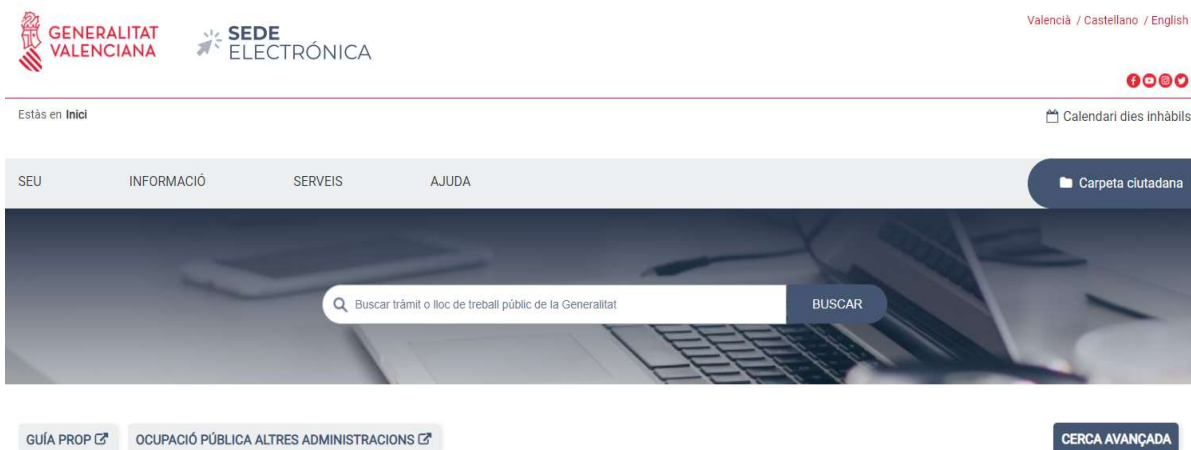 GENERALITAT
VALENCIANA
SEDE
ELECTRÓNICA
Valencià / Castellano / English
Estàs en Inici
Calendari dies inhàbils
SEU INFORMACIÓ SERVEIS AJUDA
Carpeta ciutadana
Buscar tràmit o lloc de treball públic de la Generalitat
BUSCAR
GUÍA PROP
OCUPACIÓ PÚBLICA ALTRES ADMINISTRACIONS
CERCA AVANÇADA